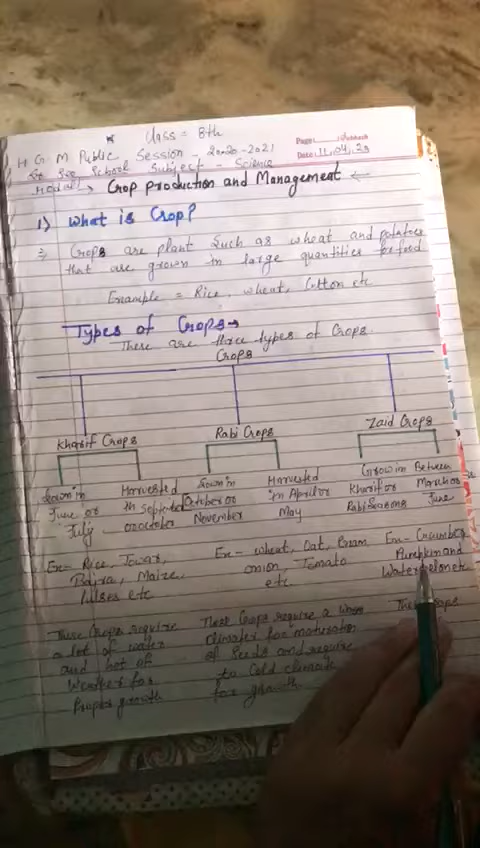 Class = 8th
H G M Public Session - 2020-2021
Sr Sec School Subject - Science
Page:
Date: 11, 04, 20
Model → Crop production and Management ←
1) What is Crop?
⇒ Crops are plant such as wheat and potatoes
that are grown in large quantities for food
Example = Rice, wheat, Cotton etc
Types of Crops→
There are three types of Crops.
Crops
Kharif Crops Rabi Crops Zaid Crops
Sown in June or July
Harvested in September or October
Sown in October or November
Harvested in April or May
Grow in Kharif or Rabi Seasons
Between March or June
Ex- Rice, Jowar,
Bajra, Maize,
Pulses etc
Ex- Wheat, Oat, Gram
onion, Tomato
etc
Ex- Cucumber
Pumpkin and
Watermelon etc
These Crops require
a lot of water
and hot of
Weather for
Proper growth
These Crops require a warm
Climate for maturation
of Seeds and require
to Cold climate
for growth